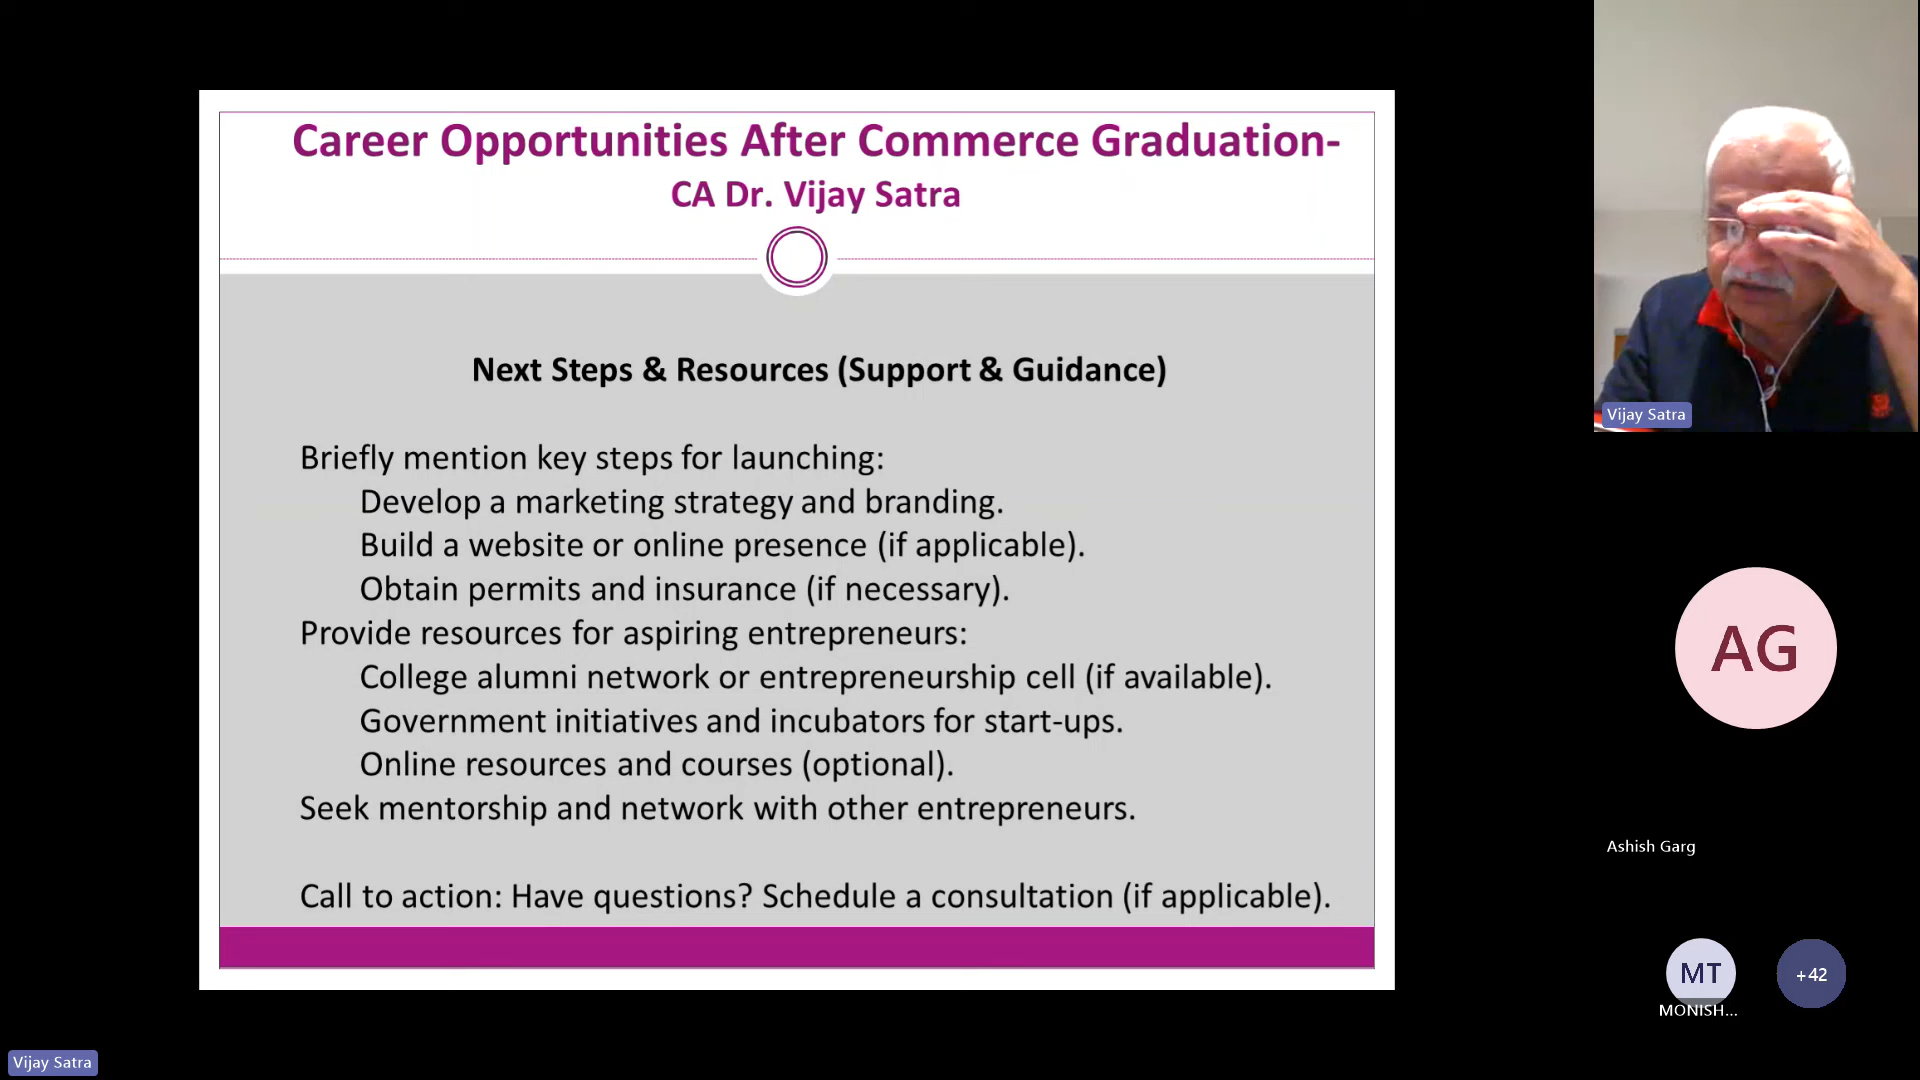 Career Opportunities After Commerce Graduation-
CA Dr. Vijay Satra
Next Steps & Resources (Support & Guidance)
Briefly mention key steps for launching:
Develop a marketing strategy and branding.
Build a website or online presence (if applicable).
Obtain permits and insurance (if necessary).
Provide resources for aspiring entrepreneurs:
College alumni network or entrepreneurship cell (if available).
Government initiatives and incubators for start-ups.
Online resources and courses (optional).
Seek mentorship and network with other entrepreneurs.
Call to action: Have questions? Schedule a consultation (if applicable).
Vijay Satra
AG
Ashish Garg
MT
+42
MONISH...
Vijay Satra